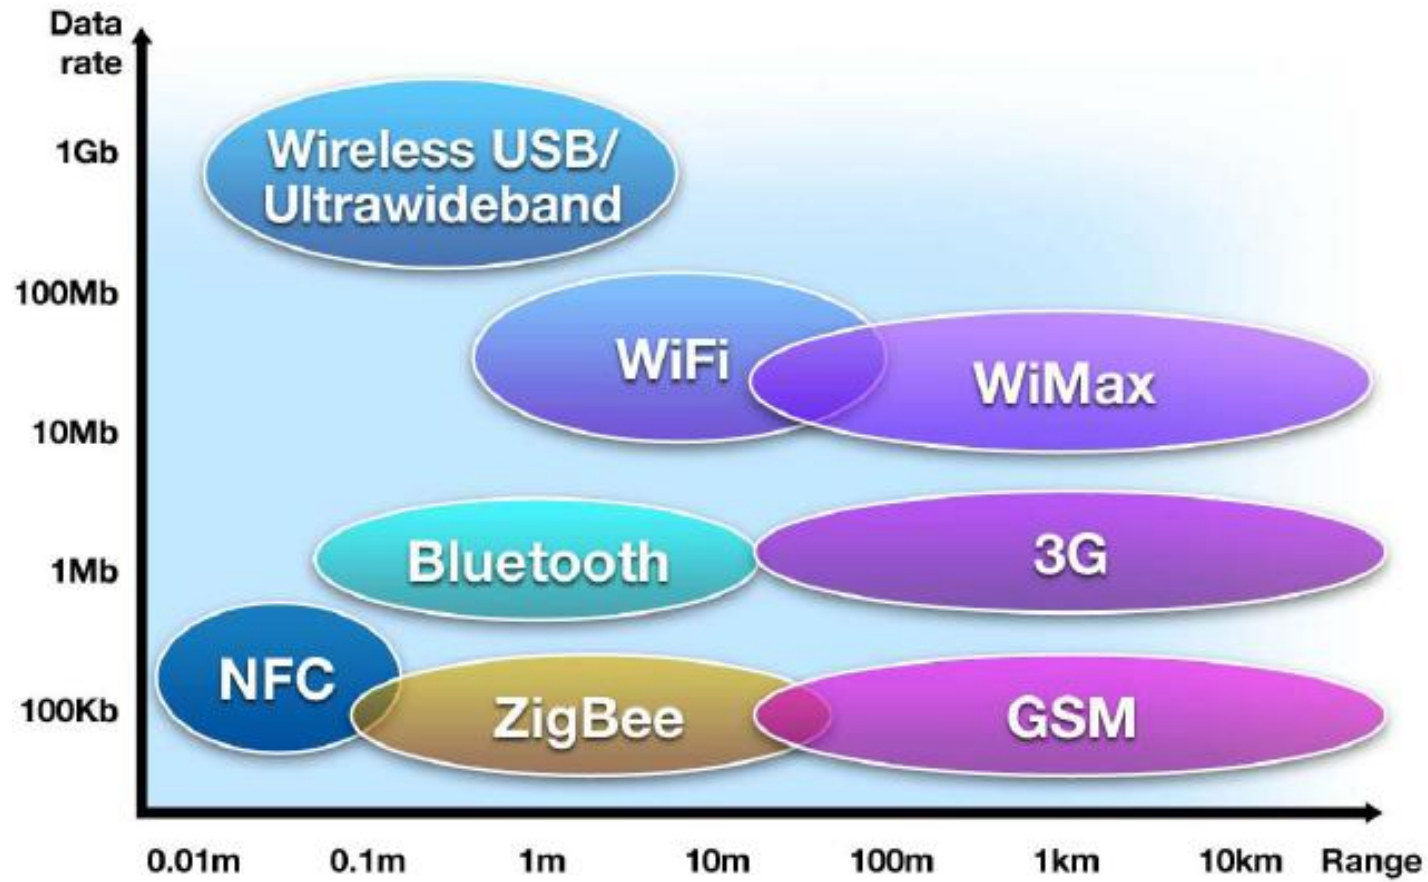 Data
rate
1Gb
100Mb
10Mb
1Mb
100Kb
Wireless USB/
Ultrawideband
WiFi
WiMax
Bluetooth
3G
NFC
ZigBee
GSM
0.01m
0.1m
1m
10m
100m
1km
10km
Range